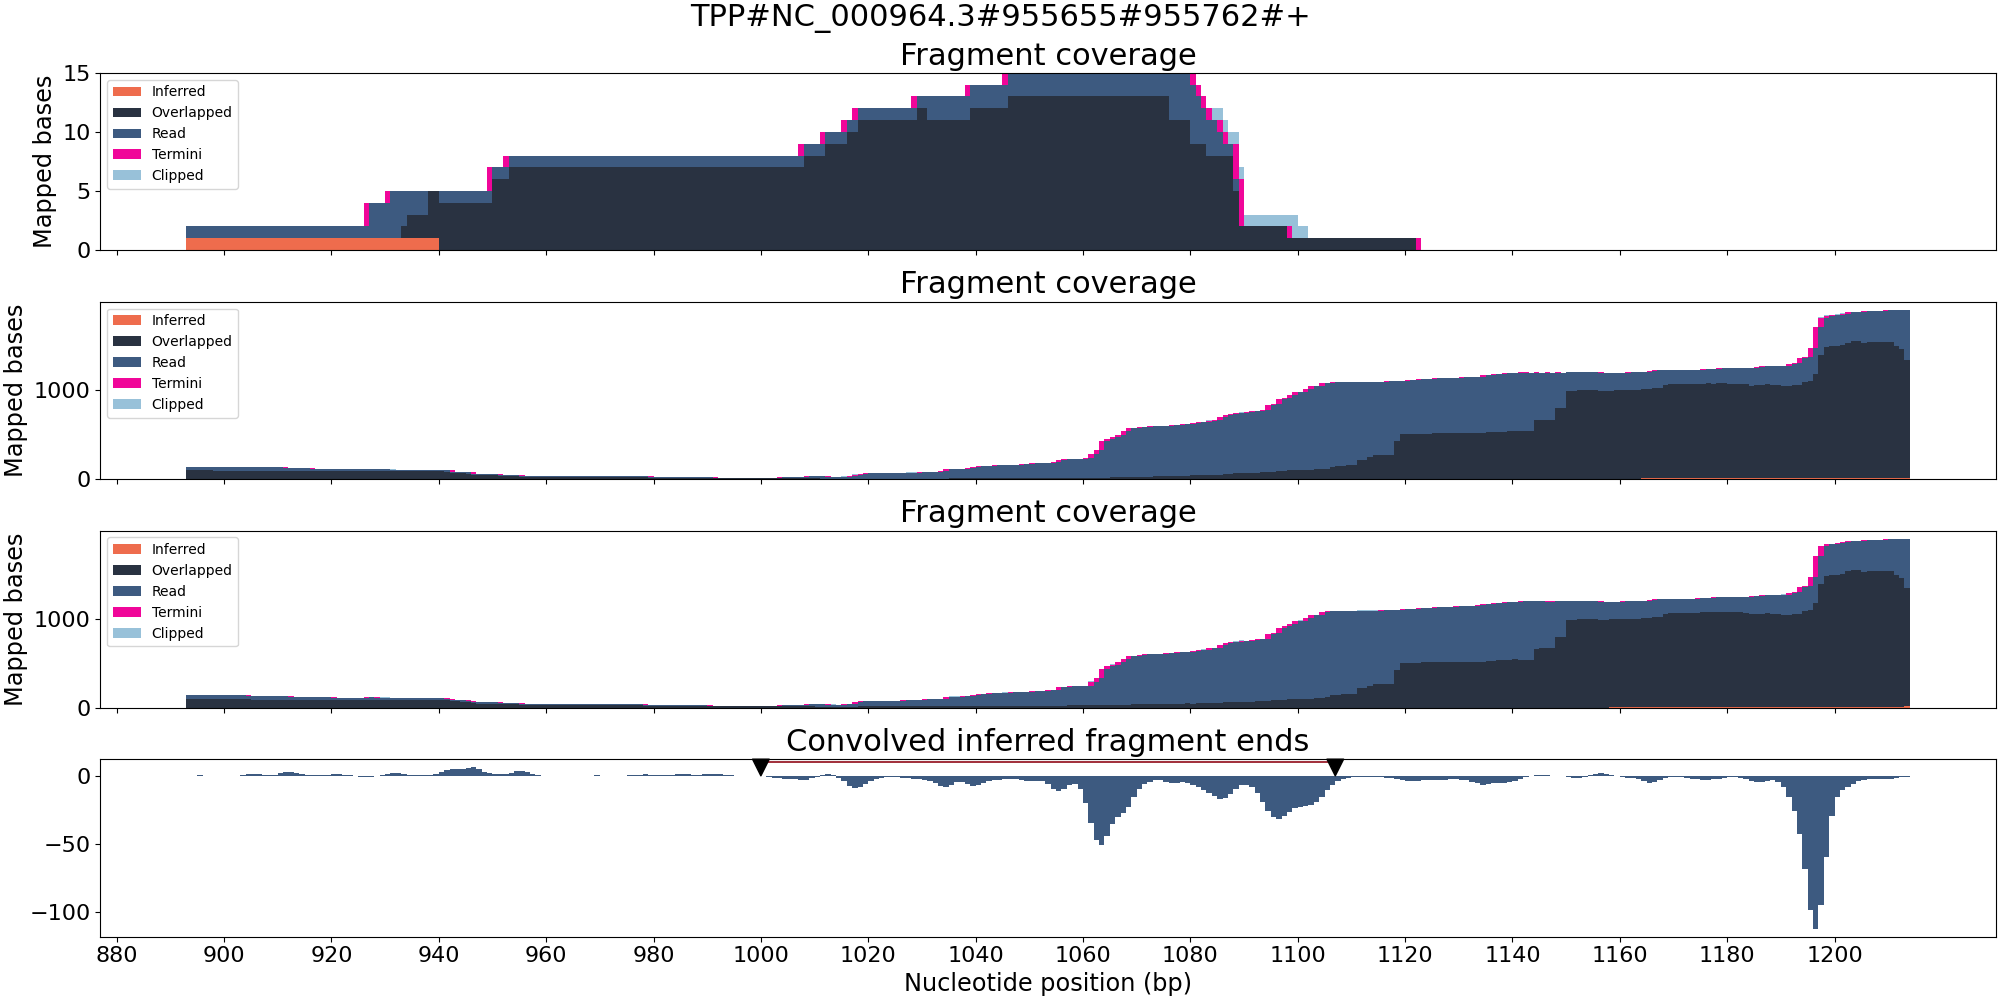 TPP#NC_000964.3#955655#955762#+
Fragment coverage
Mapped bases
15
10
5
0
Inferred
Overlapped
Read
Termini
Clipped
Fragment coverage
Mapped bases
1000
0
Inferred
Overlapped
Read
Termini
Clipped
Fragment coverage
Mapped bases
1000
0
Inferred
Overlapped
Read
Termini
Clipped
Convolved inferred fragment ends
0
−50
−100
880 900 920 940 960 980 1000 1020 1040 1060 1080 1100 1120 1140 1160 1180 1200
Nucleotide position (bp)